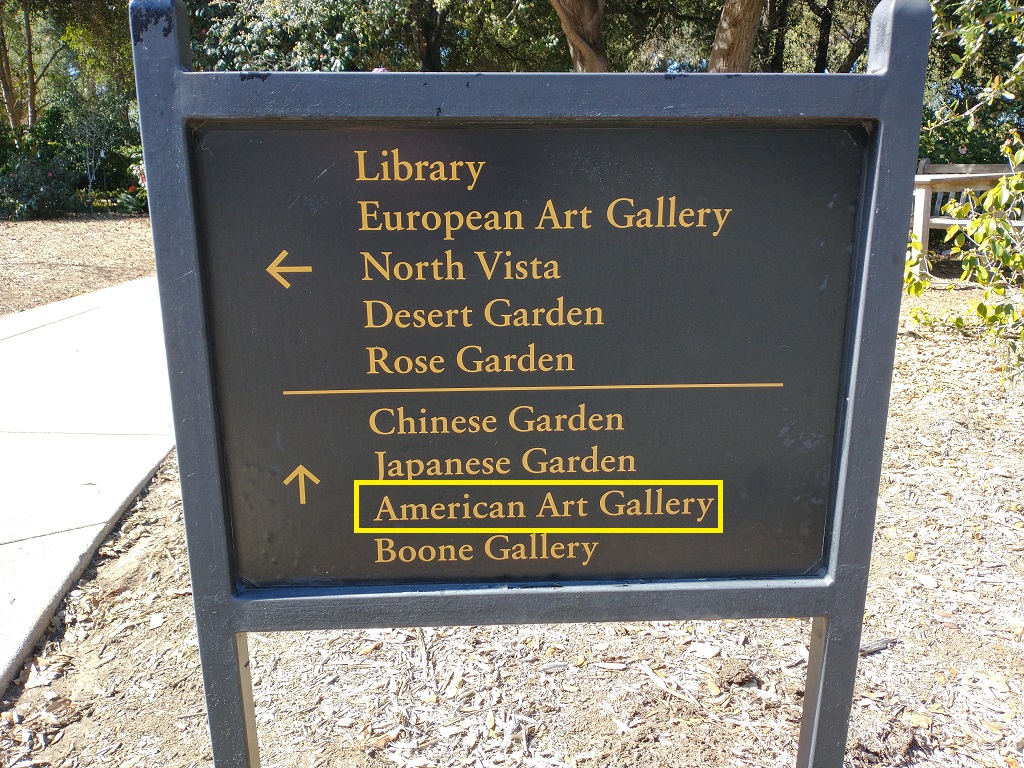 Library
European Art Gallery
← North Vista
Desert Garden
Rose Garden
Chinese Garden
Japanese Garden
↑ American Art Gallery
Boone Gallery